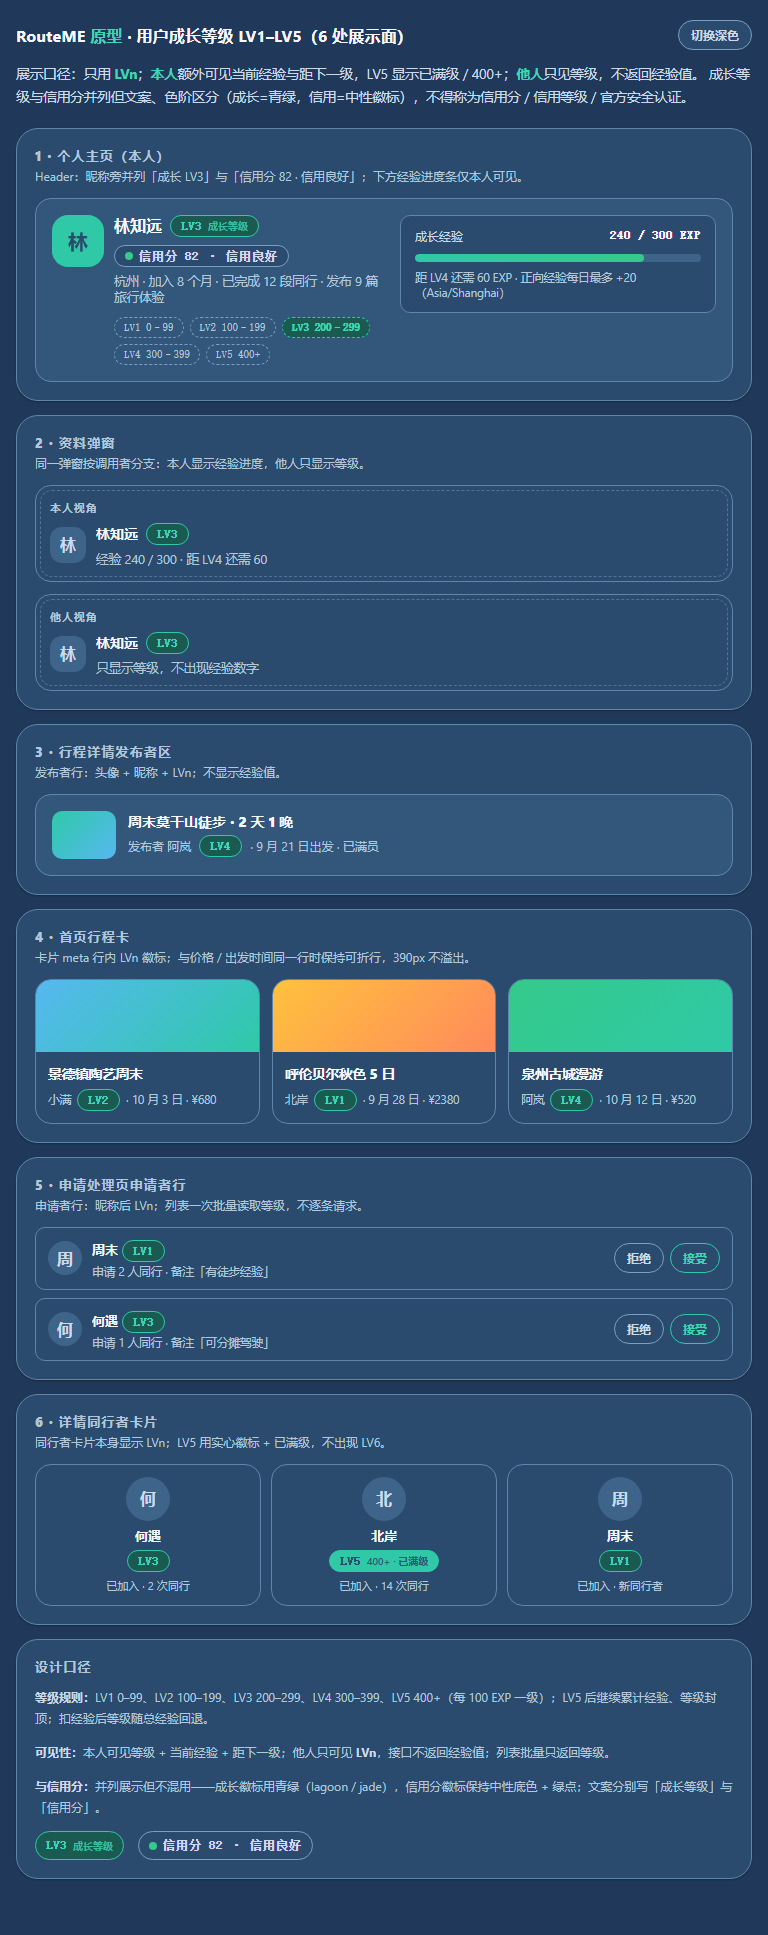 RouteME 原型 · 用户成长等级 LV1–LV5（6 处展示面）
切换深色
展示口径：只用 LVn；本人额外可见当前经验与距下一级，LV5 显示已满级 / 400+；他人只见等级，不返回经验值。 成长等
级与信用分并列但文案、色阶区分（成长=青绿，信用=中性徽标），不得称为信用分 / 信用等级 / 官方安全认证。
1 · 个人主页（本人）
Header：昵称旁并列「成长 LV3」与「信用分 82 · 信用良好」；下方经验进度条仅本人可见。
林
林知远 LV3 成长等级
信用分 82 · 信用良好
杭州 · 加入 8 个月 · 已完成 12 段同行 · 发布 9 篇
旅行体验
LV1 0–99 LV2 100–199 LV3 200–299
LV4 300–399 LV5 400+
成长经验 240 / 300 EXP
距 LV4 还需 60 EXP · 正向经验每日最多 +20
（Asia/Shanghai）
2 · 资料弹窗
同一弹窗按调用者分支：本人显示经验进度，他人只显示等级。
本人视角
林
林知远 LV3
经验 240 / 300 · 距 LV4 还需 60
他人视角
林
林知远 LV3
只显示等级，不出现经验数字
3 · 行程详情发布者区
发布者行：头像 + 昵称 + LVn；不显示经验值。
周末莫干山徒步 · 2 天 1 晚
发布者 阿岚 LV4 · 9 月 21 日出发 · 已满员
4 · 首页行程卡
卡片 meta 行内 LVn 徽标；与价格 / 出发时间同一行时保持可折行，390px 不溢出。
景德镇陶艺周末
小满 LV2 · 10 月 3 日 · ¥680
呼伦贝尔秋色 5 日
北岸 LV1 · 9 月 28 日 · ¥2380
泉州古城漫游
阿岚 LV4 · 10 月 12 日 · ¥520
5 · 申请处理页申请者行
申请者行：昵称后 LVn；列表一次批量读取等级，不逐条请求。
周
周末 LV1
申请 2 人同行 · 备注「有徒步经验」
拒绝 接受
何
何遇 LV3
申请 1 人同行 · 备注「可分摊驾驶」
拒绝 接受
6 · 详情同行者卡片
同行者卡片本身显示 LVn；LV5 用实心徽标 + 已满级，不出现 LV6。
何
何遇
LV3
已加入 · 2 次同行
北
北岸
LV5 400+ · 已满级
已加入 · 14 次同行
周
周末
LV1
已加入 · 新同行者
设计口径
等级规则：LV1 0–99、LV2 100–199、LV3 200–299、LV4 300–399、LV5 400+（每 100 EXP 一级）；LV5 后继续累计经验、等级封
顶；扣经验后等级随总经验回退。
可见性：本人可见等级 + 当前经验 + 距下一级；他人只可见 LVn，接口不返回经验值；列表批量只返回等级。
与信用分：并列展示但不混用——成长徽标用青绿（lagoon / jade），信用分徽标保持中性底色 + 绿点；文案分别写「成长等级」与
「信用分」。
LV3 成长等级 信用分 82 · 信用良好